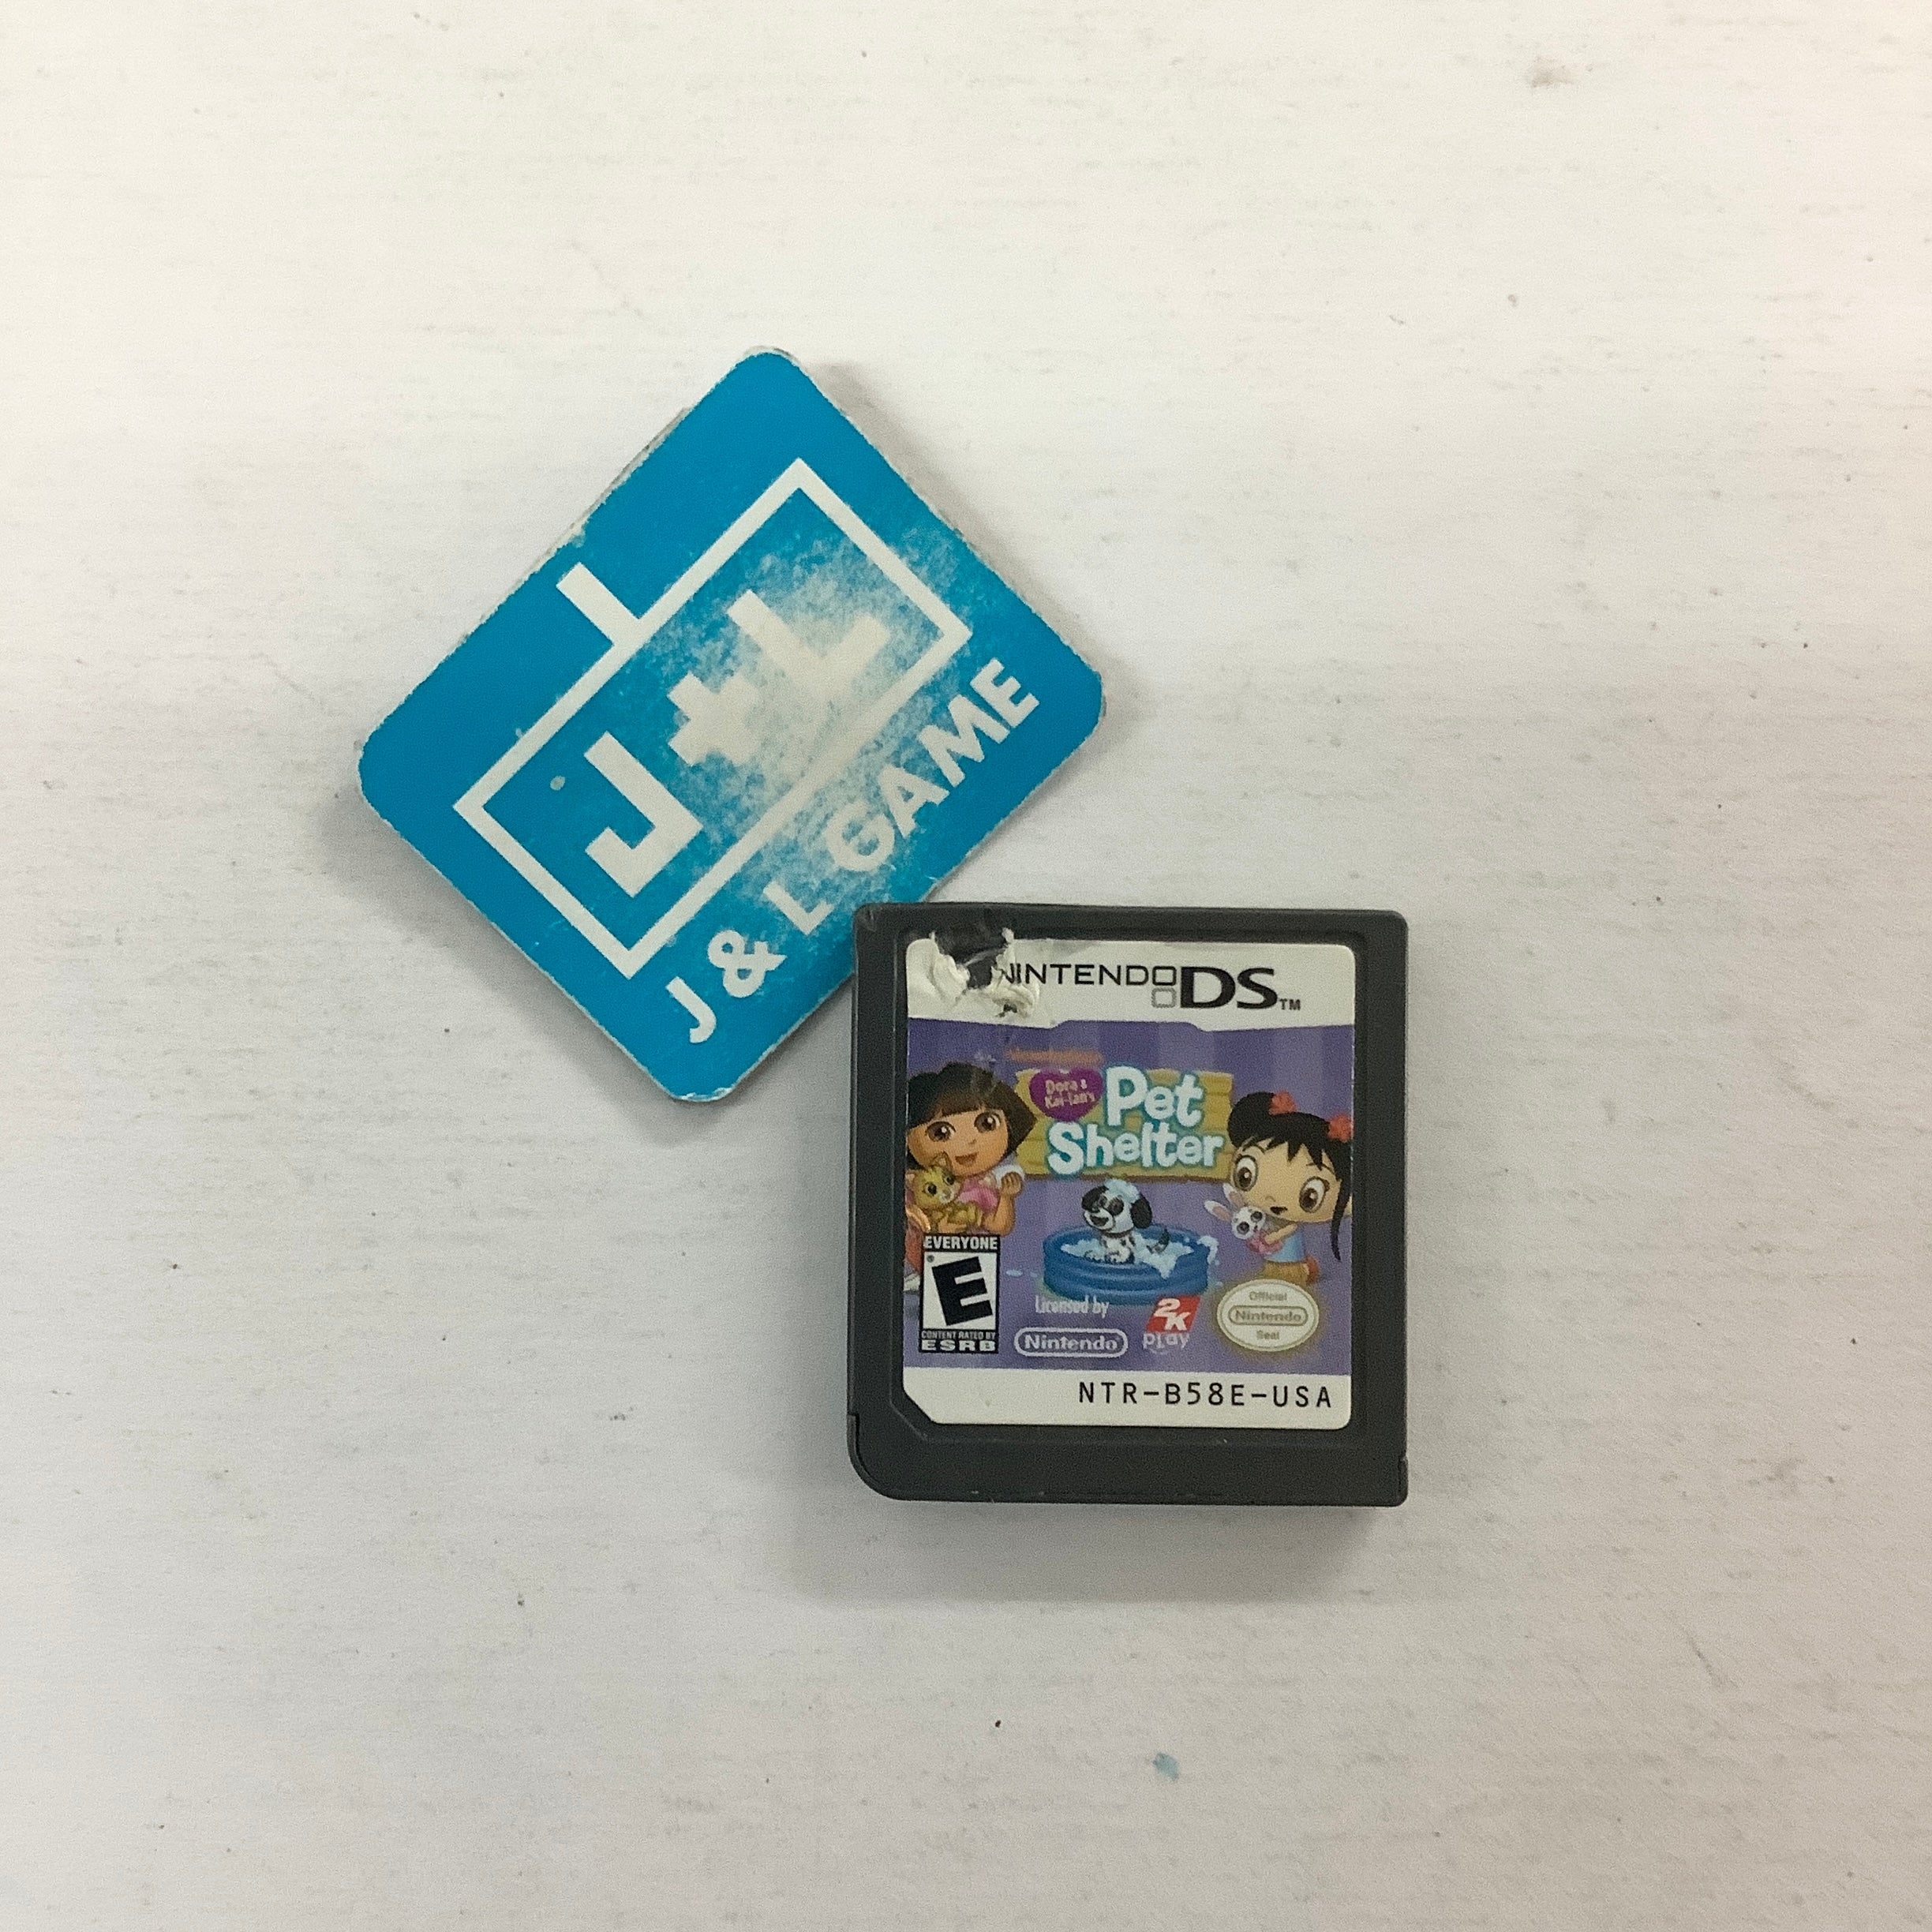 J+L
J & L GAME
NINTENDO DS™
Dora &
Kai-lan's
Pet
Shelter
EVERYONE
E
CONTENT RATED BY
ESRB
Licensed by
Nintendo
2K
play
Official
Nintendo
Seal
NTR-B58E-USA